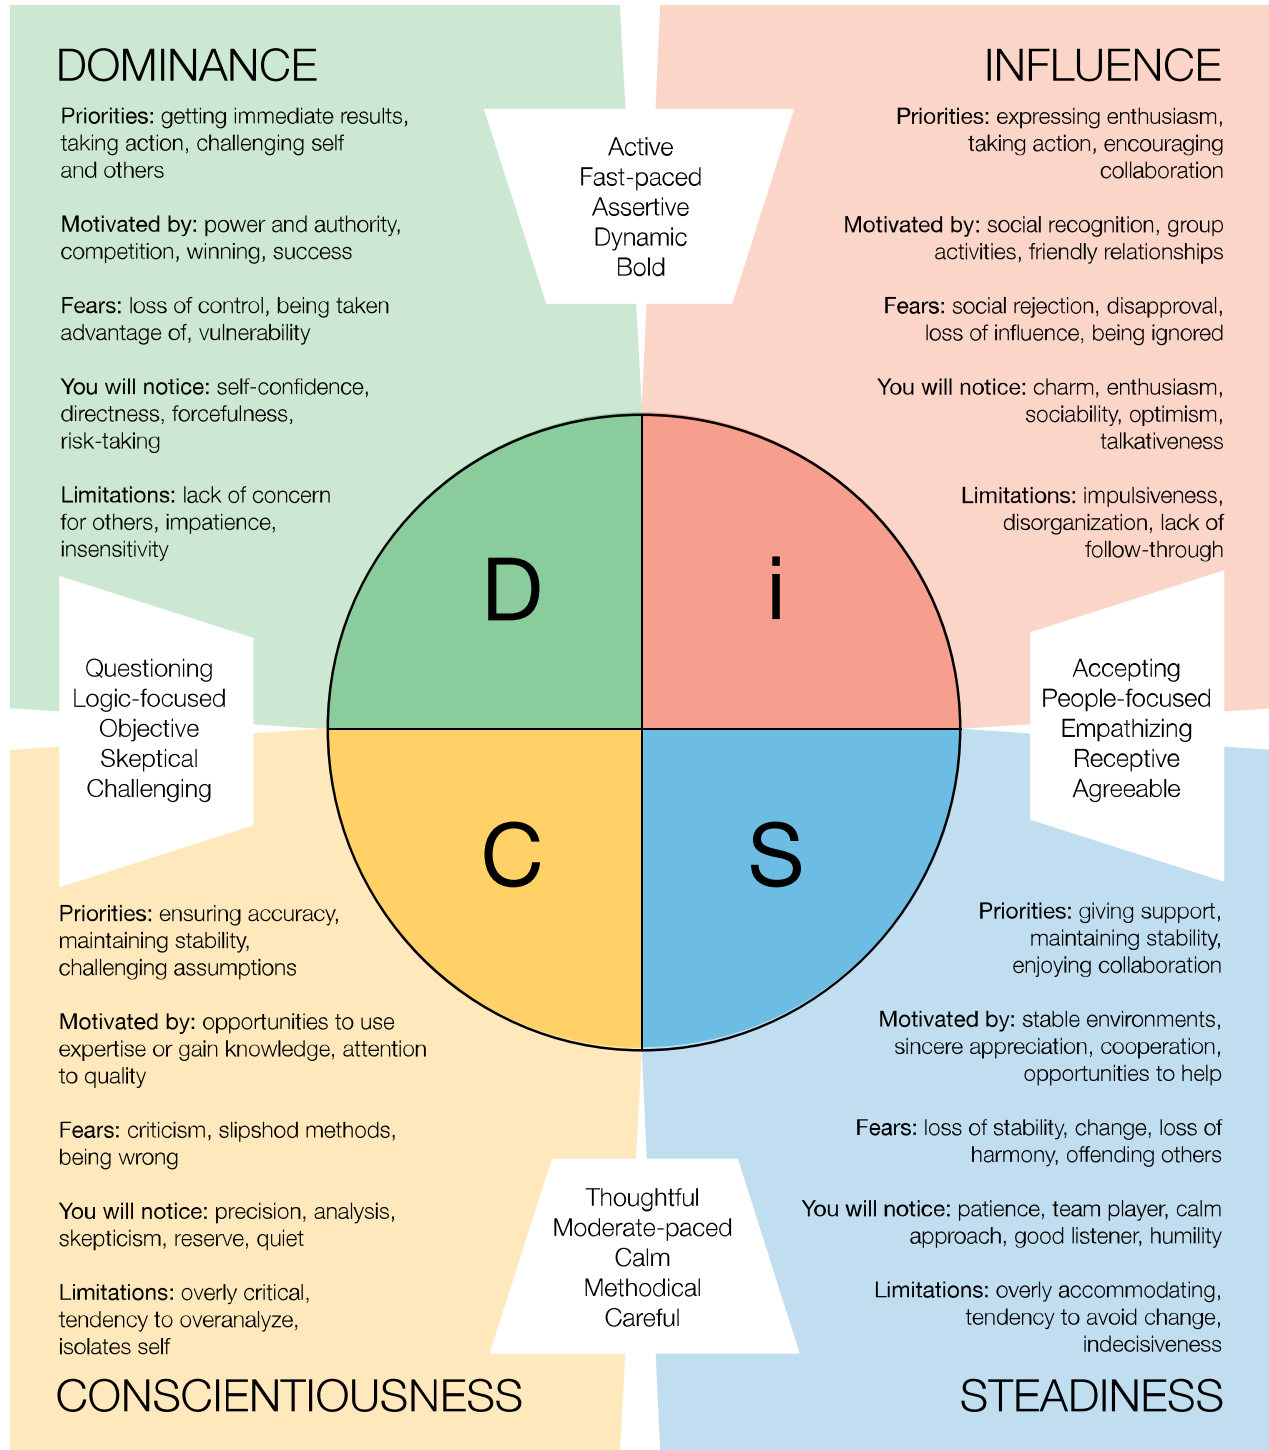 DOMINANCE
Priorities: getting immediate results,
taking action, challenging self
and others
Motivated by: power and authority,
competition, winning, success
Fears: loss of control, being taken
advantage of, vulnerability
You will notice: self-confidence,
directness, forcefulness,
risk-taking
Limitations: lack of concern
for others, impatience,
insensitivity
Active
Fast-paced
Assertive
Dynamic
Bold
INFLUENCE
Priorities: expressing enthusiasm,
taking action, encouraging
collaboration
Motivated by: social recognition, group
activities, friendly relationships
Fears: social rejection, disapproval,
loss of influence, being ignored
You will notice: charm, enthusiasm,
sociability, optimism,
talkativeness
Limitations: impulsiveness,
disorganization, lack of
follow-through
D
i
Questioning
Logic-focused
Objective
Skeptical
Challenging
Accepting
People-focused
Empathizing
Receptive
Agreeable
C
S
Priorities: ensuring accuracy,
maintaining stability,
challenging assumptions
Motivated by: opportunities to use
expertise or gain knowledge, attention
to quality
Fears: criticism, slipshod methods,
being wrong
You will notice: precision, analysis,
skepticism, reserve, quiet
Limitations: overly critical,
tendency to overanalyze,
isolates self
CONSCIENTIOUSNESS
Thoughtful
Moderate-paced
Calm
Methodical
Careful
Priorities: giving support,
maintaining stability,
enjoying collaboration
Motivated by: stable environments,
sincere appreciation, cooperation,
opportunities to help
Fears: loss of stability, change, loss of
harmony, offending others
You will notice: patience, team player, calm
approach, good listener, humility
Limitations: overly accommodating,
tendency to avoid change,
indecisiveness
STEADINESS